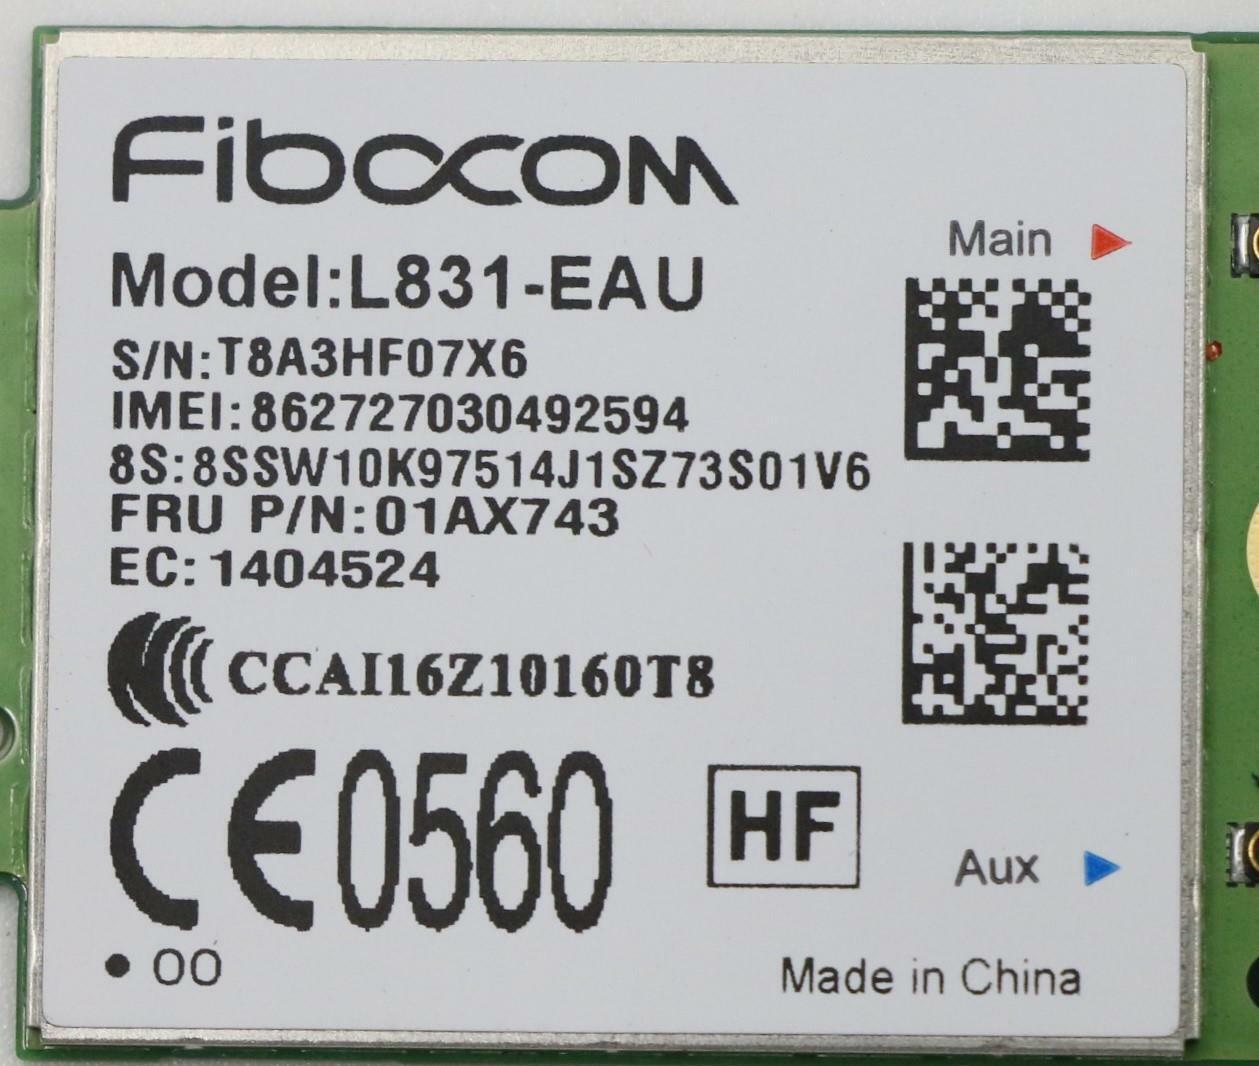 Fibocom
Main
Model:L831-EAU
S/N:T8A3HF07X6
IMEI:862727030492594
8S:8SSW10K97514J1SZ73S01V6
FRU P/N:01AX743
EC:1404524
CCAI16Z10160T8
CE0560
HF
Aux
OO
Made in China